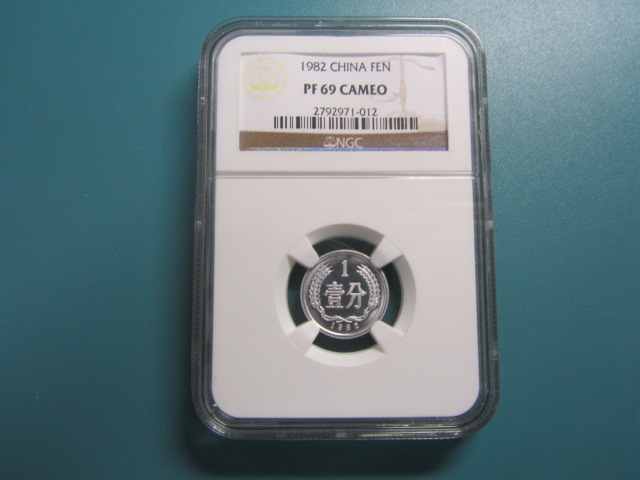 1982 CHINA FEN
PF 69 CAMEO
2792971-012
NGC
1
壹分
1982